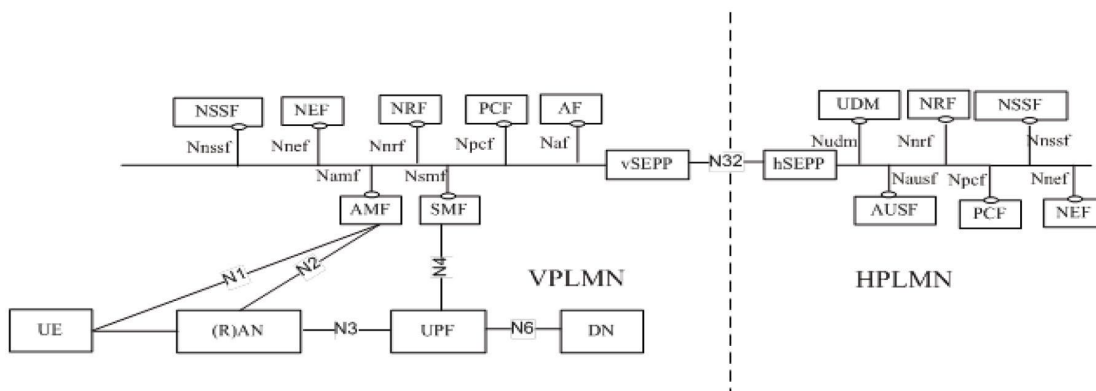 UDM NRF NSSF
NSSF NEF NRF PCF AF
Nnssf Nnef Nnrf Npcf Naf
Nudm Nnrf Nnssf
vSEPP N32 hSEPP
Namf Nsmf
Nausf Npcf Nnef
AMF SMF
AUSF PCF NEF
N1 N2 N4
VPLMN HPLMN
UE (R)AN N3 UPF N6 DN